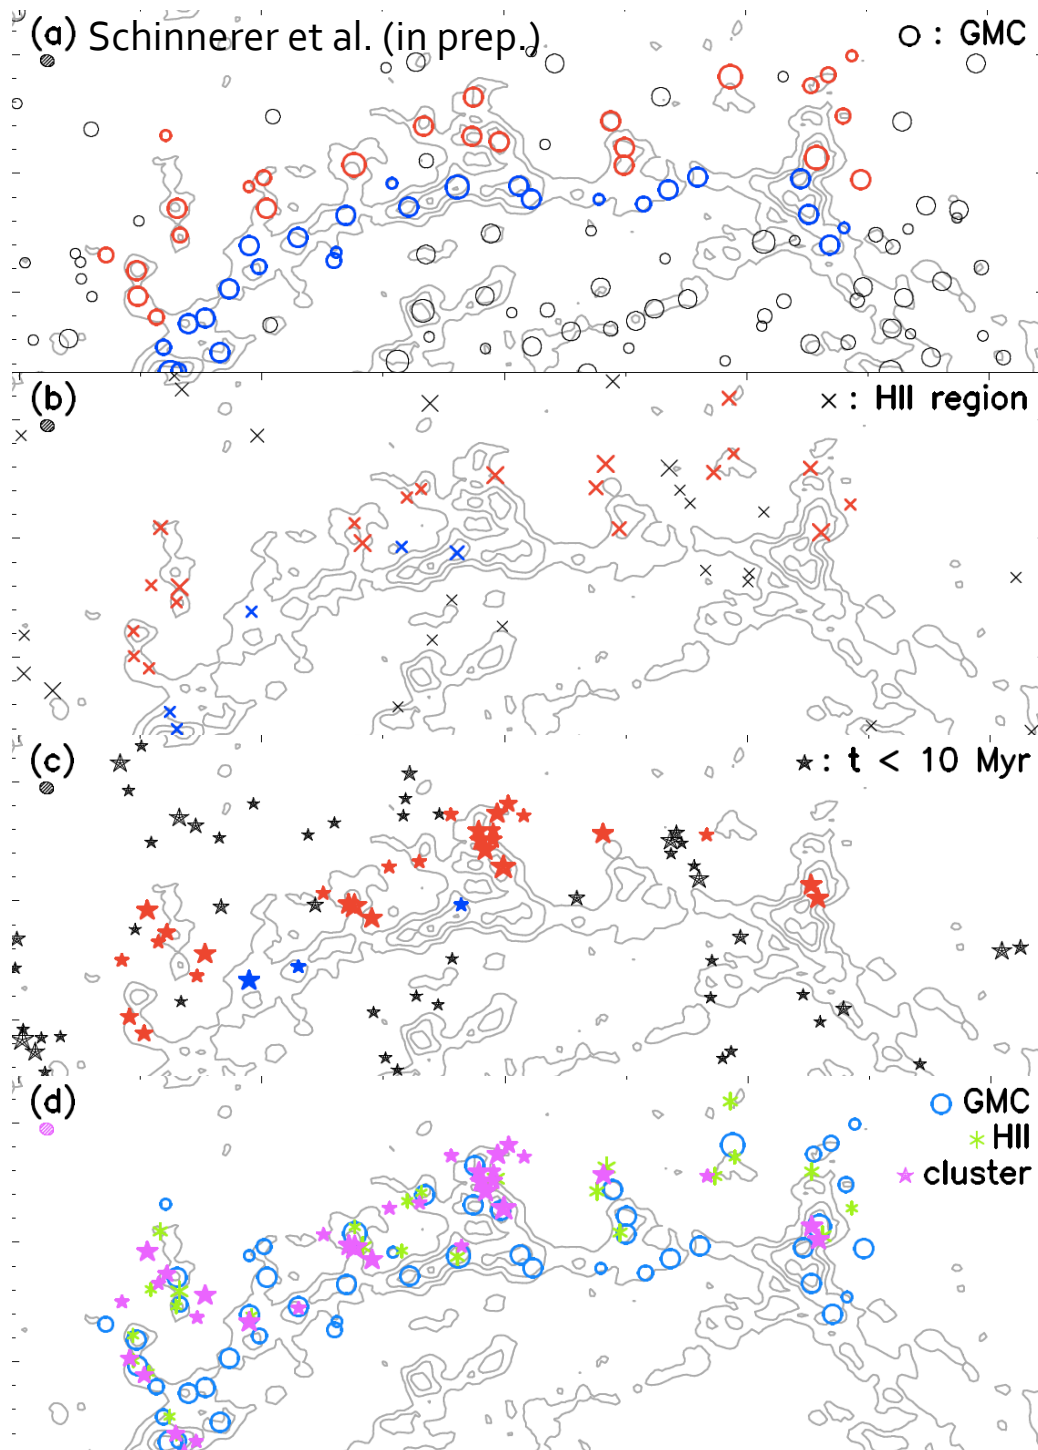 (a) Schinnerer et al. (in prep.)
○ : GMC
(b)
× : HII region
(c)
★ : t < 10 Myr
(d)
GMC
HII
cluster